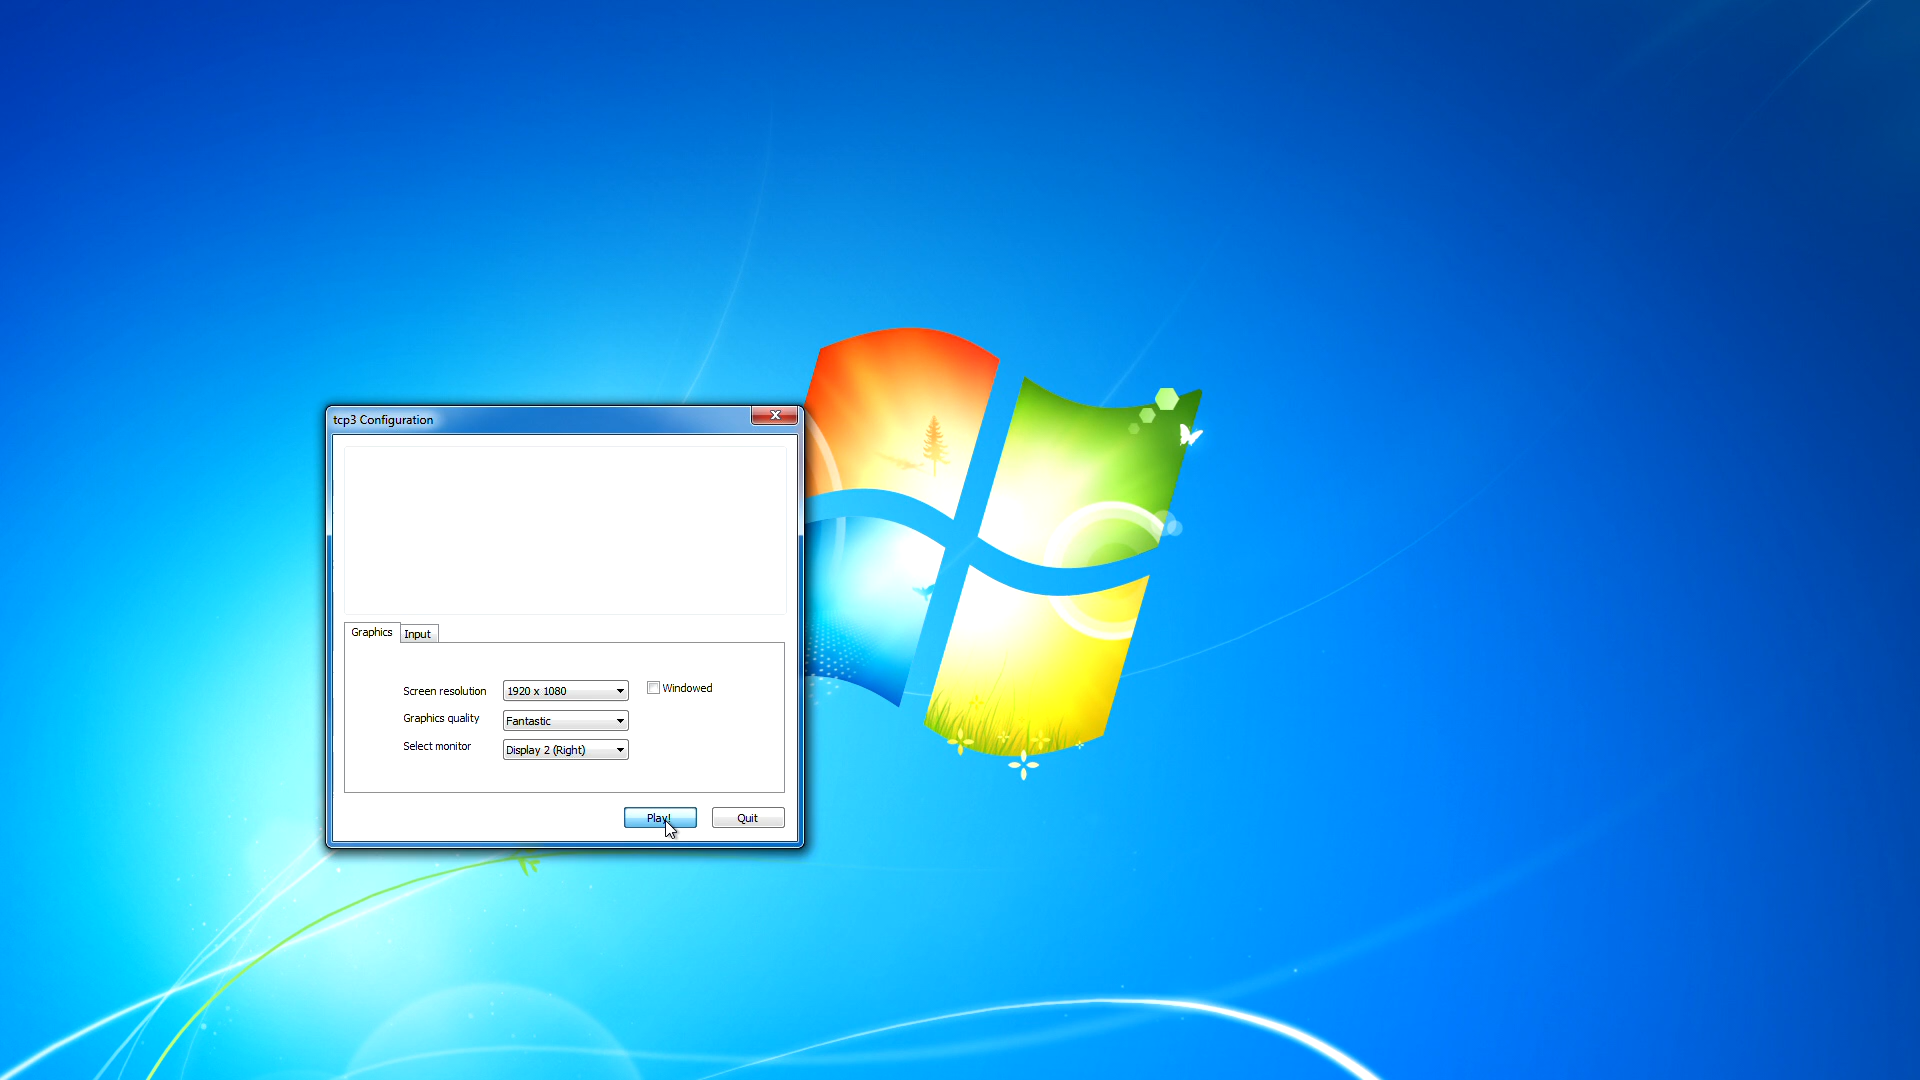 tcp3 Configuration
Graphics
Input
Screen resolution
1920 x 1080
Windowed
Graphics quality
Fantastic
Select monitor
Display 2 (Right)
Play!
Quit